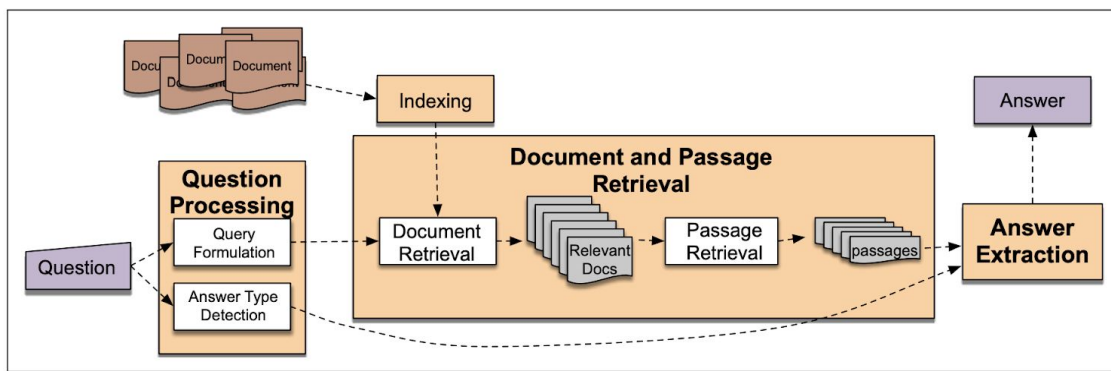 Document
Document
Indexing
Answer
Document and Passage
Retrieval
Question
Processing
Query
Formulation
Document
Retrieval
Relevant
Docs
Passage
Retrieval
passages
Answer
Extraction
Question
Answer Type
Detection